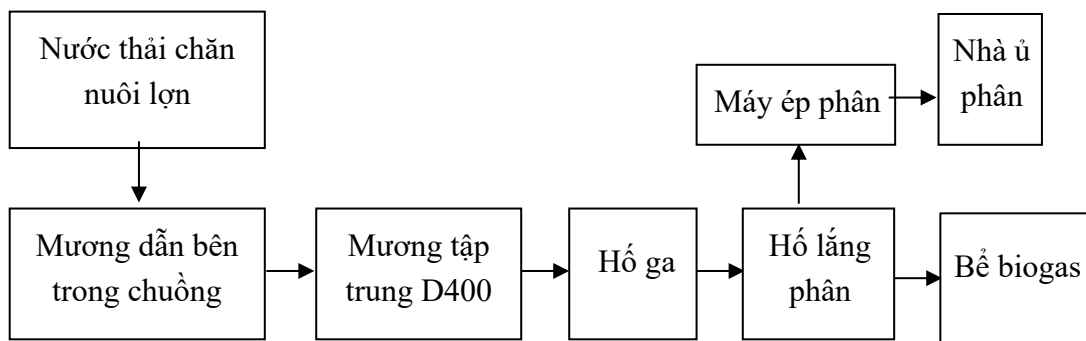 Nước thải chăn
nuôi lợn
Máy ép phân
Nhà ủ
phân
Mương dẫn bên
trong chuồng
Mương tập
trung D400
Hố ga
Hố lắng
phân
Bể biogas